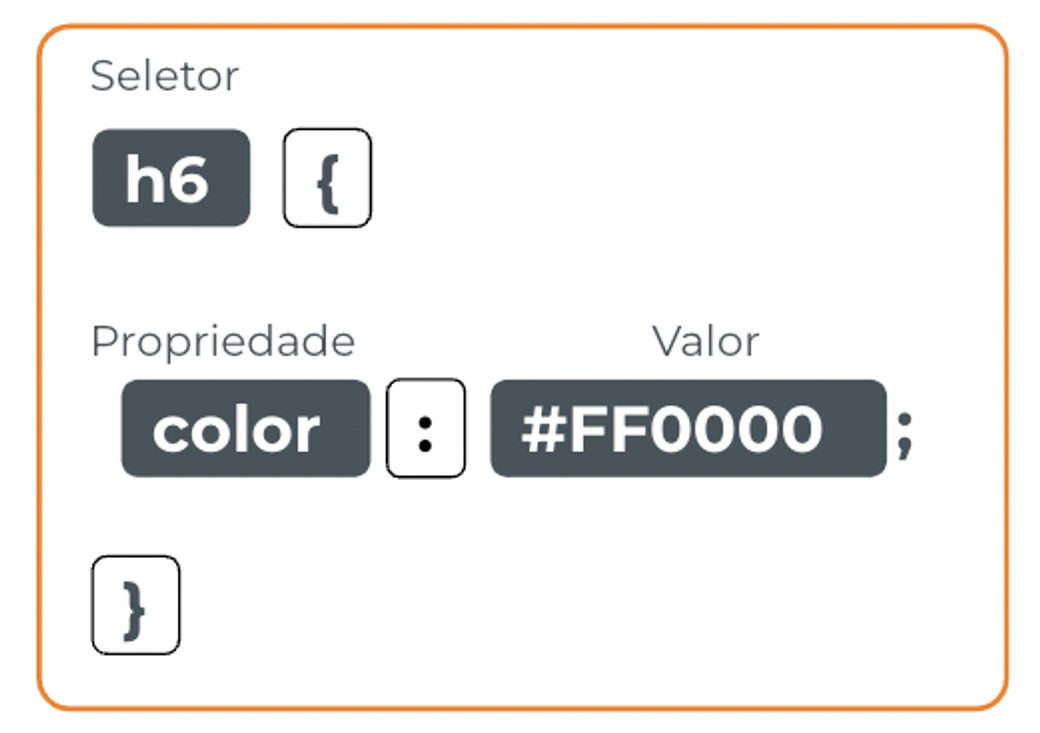 Seletor
h6 {
Propriedade Valor
color : #FF0000 ;
}